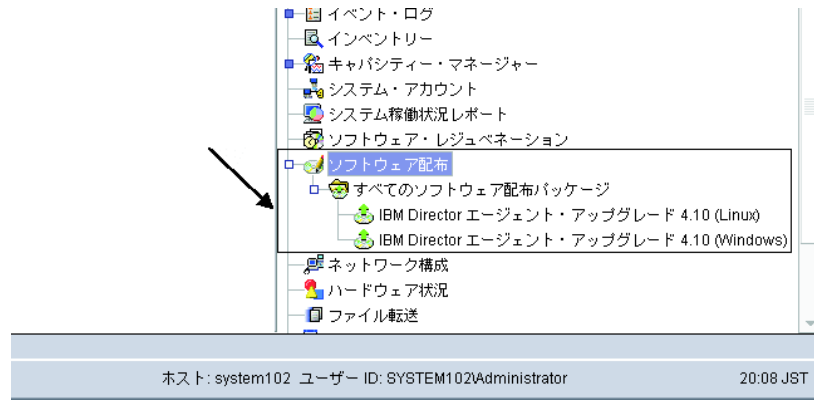 イベント・ログ
インベントリー
キャパシティー・マネージャー
システム・アカウント
システム稼働状況レポート
ソフトウェア・レジュベネーション
ソフトウェア配布
すべてのソフトウェア配布パッケージ
IBM Director エージェント・アップグレード 4.10 (Linux)
IBM Director エージェント・アップグレード 4.10 (Windows)
ネットワーク構成
ハードウェア状況
ファイル転送
ホスト: system102 ユーザー ID: SYSTEM102\Administrator 20:08 JST